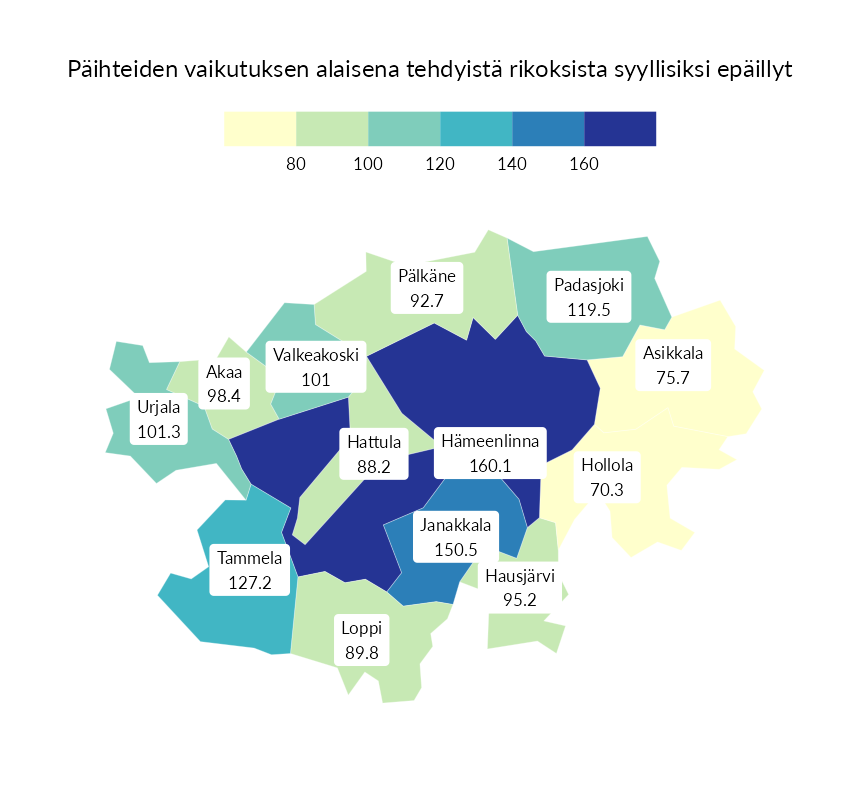 Päihteiden vaikutuksen alaisena tehdyistä rikoksista syyllisiksi epäillyt
80 100 120 140 160
Pälkäne
92.7
Padasjoki
119.5
Valkeakoski
101
Asikkala
75.7
Akaa
98.4
Urjala
101.3
Hattula
88.2
Hämeenlinna
160.1
Hollola
70.3
Janakkala
150.5
Tammela
127.2
Hausjärvi
95.2
Loppi
89.8